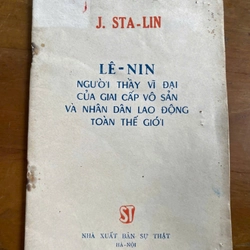 J. STA-LIN
LÊ-NIN
NGƯỜI THẦY VĨ ĐẠI
CỦA GIAI CẤP VÔ SẢN
VÀ NHÂN DÂN LAO ĐỘNG
TOÀN THẾ GIỚI
ST
NHÀ XUẤT BẢN SỰ THẬT
HÀ-NỘI